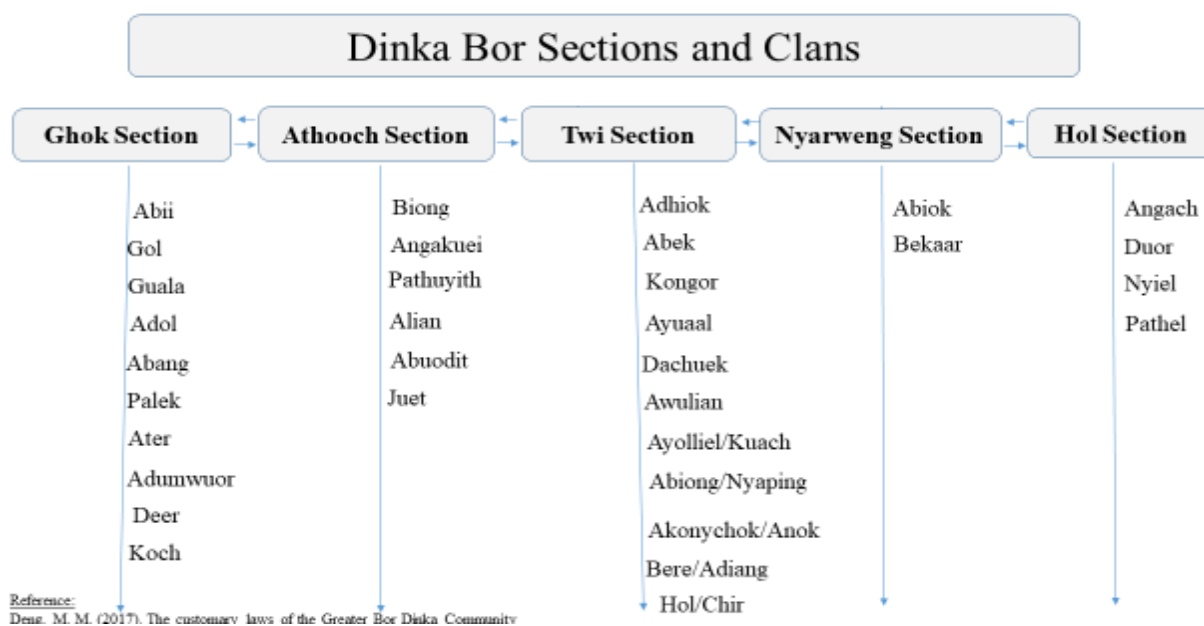 Dinka Bor Sections and Clans
Ghok Section
Abii
Gol
Guala
Adol
Abang
Palek
Ater
Adumwuor
Deer
Koch
Athooch Section
Biong
Angakuei
Pathuyith
Alian
Abuodit
Juet
Twi Section
Adhiok
Abek
Kongor
Ayuaal
Dachuek
Awulian
Ayolliel/Kuach
Abiong/Nyaping
Akonychok/Anok
Bere/Adiang
Hol/Chir
Nyarweng Section
Abiok
Bekaar
Hol Section
Angach
Duor
Nyiel
Pathel
Reference:
Deng, M. M. (2017). The customary laws of the Greater Bor Dinka Community